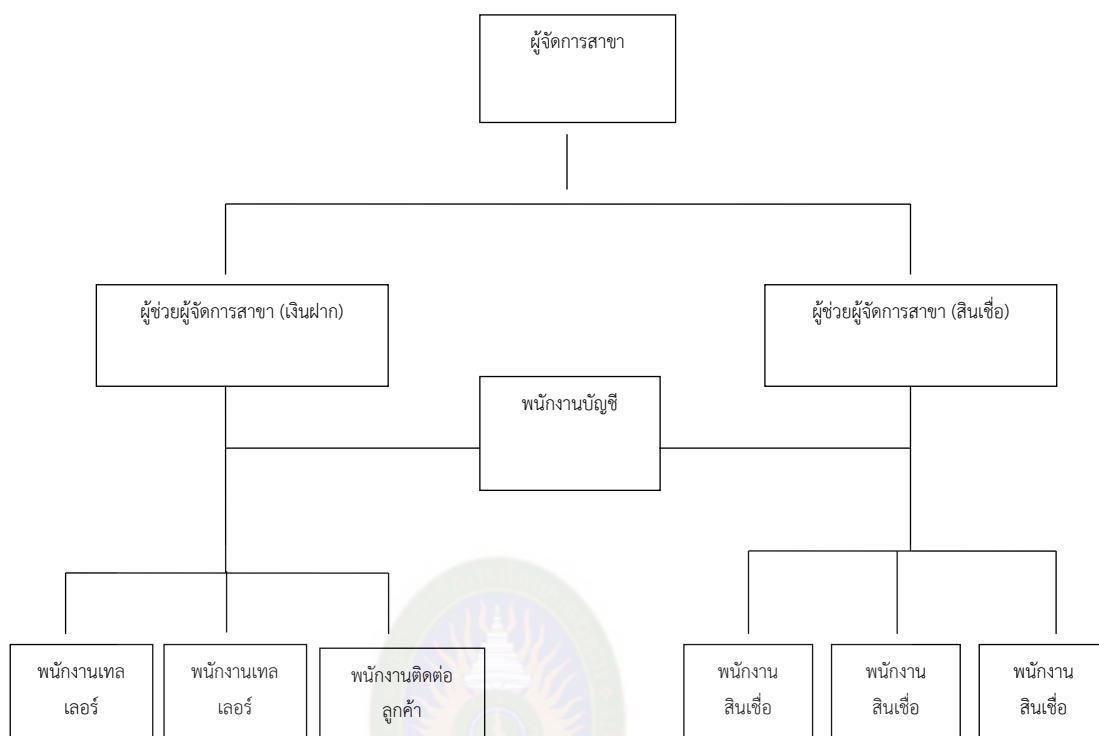 ผู้จัดการสาขา
ผู้ช่วยผู้จัดการสาขา (เงินฝาก)
ผู้ช่วยผู้จัดการสาขา (สินเชื่อ)
พนักงานบัญชี
พนักงานเทล
เลอร์
พนักงานเทล
เลอร์
พนักงานติดต่อ
ลูกค้า
พนักงาน
สินเชื่อ
พนักงาน
สินเชื่อ
พนักงาน
สินเชื่อ